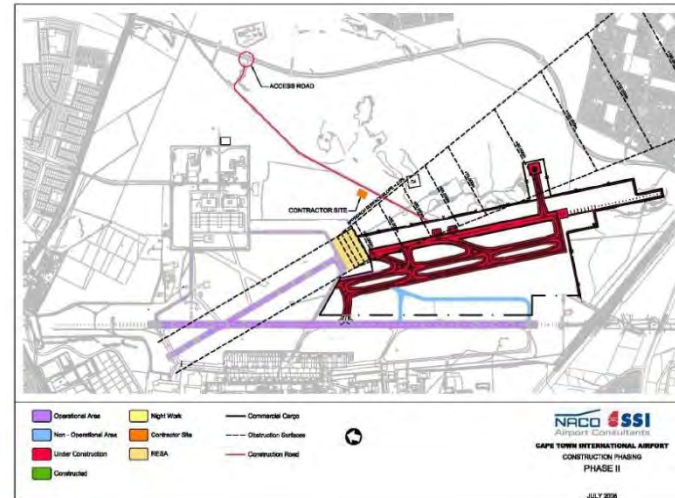 ACCESS ROAD
CONTRACTOR SITE
Operational Area
Non - Operational Area
Under Construction
Constructed
Night Work
Contractor Site
RESA
Commercial Cargo
Obstruction Surfaces
Construction Road
NACO SSI
Airport Consultants
CAPE TOWN INTERNATIONAL AIRPORT
CONSTRUCTION PHASING
PHASE II
JULY 2008